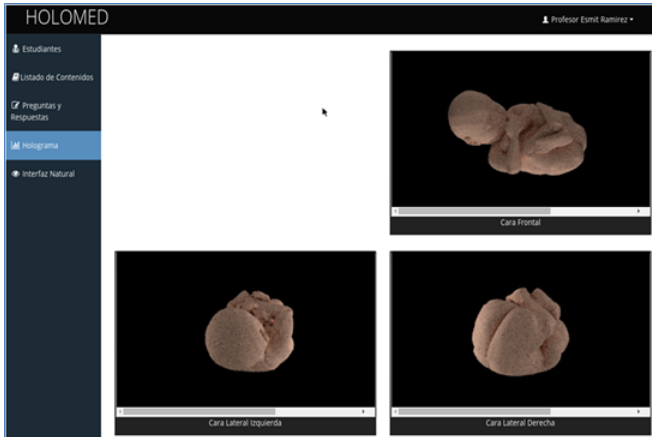 HOLOMED
Profesor Esmit Ramirez
Estudiantes
Listado de Contenidos
Preguntas y
Respuestas
Holograma
Interfaz Natural
Cara Frontal
Cara Lateral Izquierda
Cara Lateral Derecha